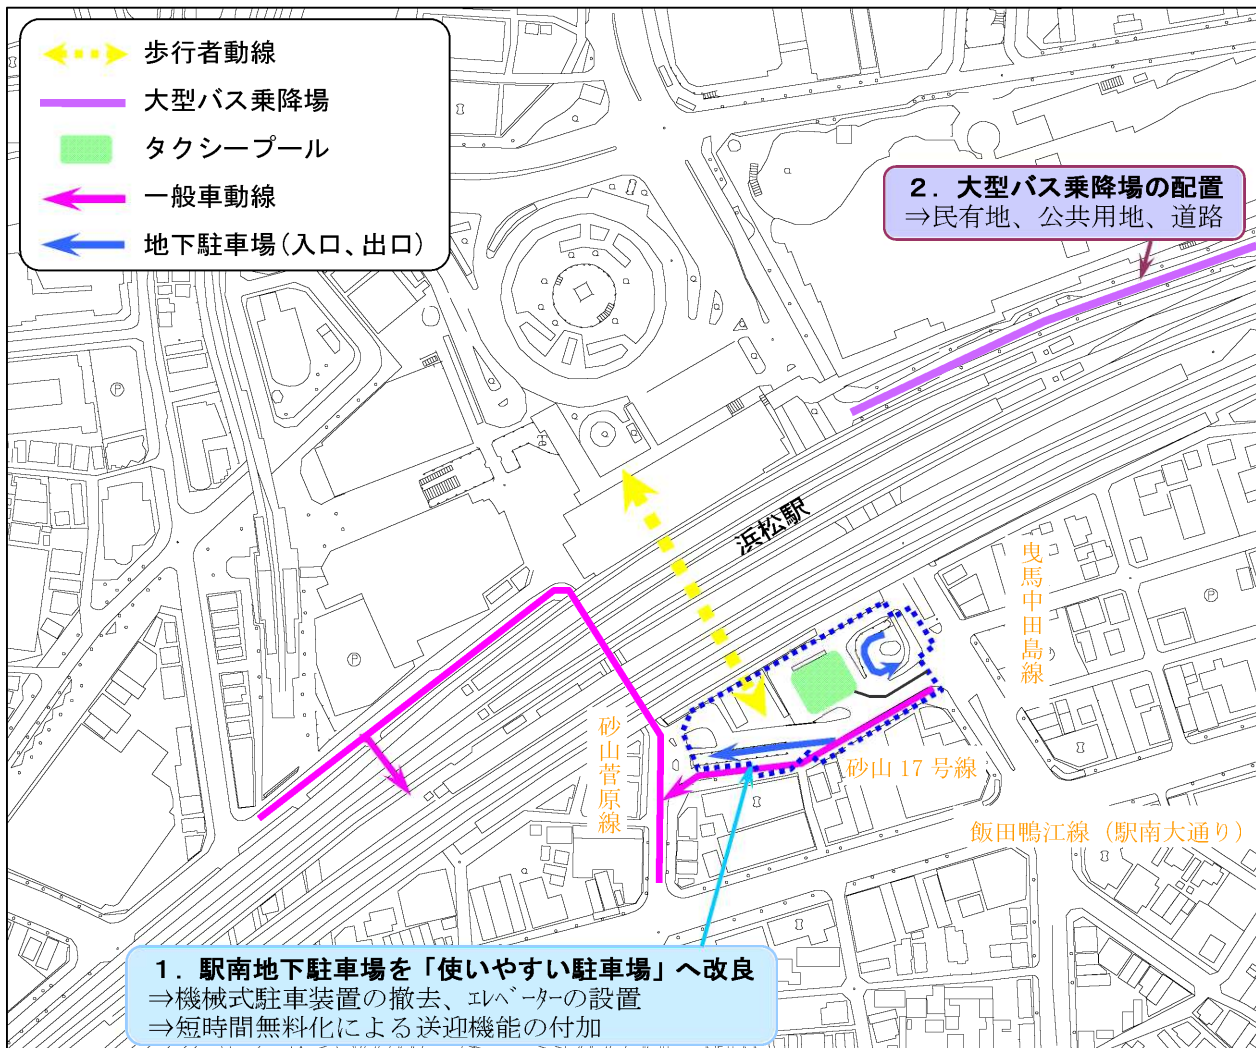 歩行者動線
大型バス乗降場
タクシープール
一般車動線
地下駐車場(入口、出口)
2. 大型バス乗降場の配置
⇒民有地、公共用地、道路
Ⓟ
浜松駅
曳馬中田島線
Ⓟ
Ⓟ
砂山菅原線
砂山 17 号線
飯田鴨江線（駅南大通り）
1. 駅南地下駐車場を「使いやすい駐車場」へ改良
⇒機械式駐車装置の撤去、ｴﾚﾍﾞｰﾀｰの設置
⇒短時間無料化による送迎機能の付加